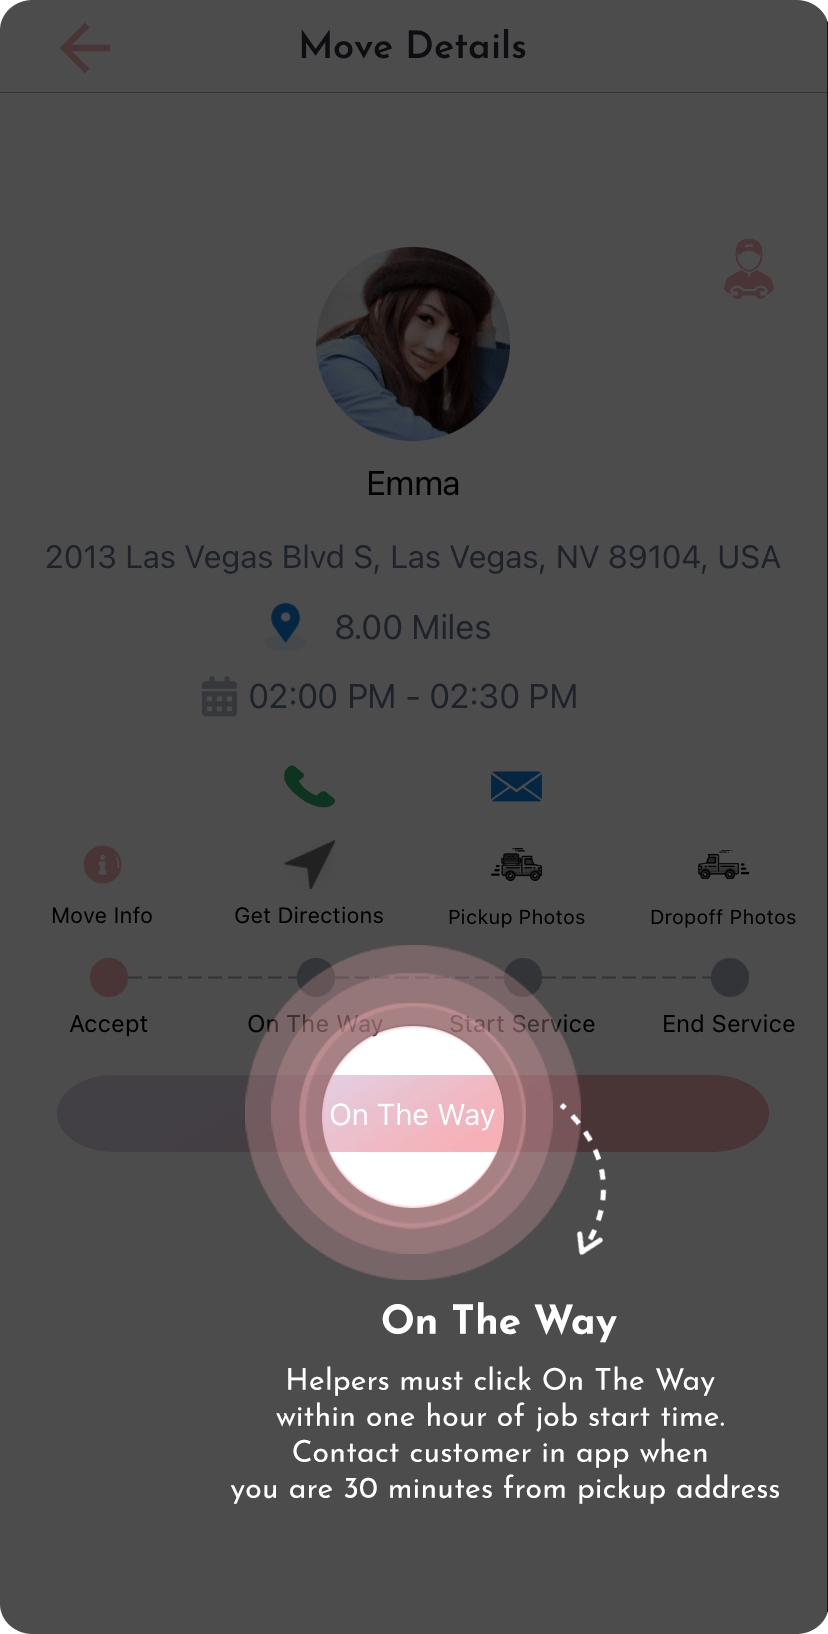 Move Details
Emma
2013 Las Vegas Blvd S, Las Vegas, NV 89104, USA
8.00 Miles
02:00 PM - 02:30 PM
Move Info
Get Directions
Pickup Photos
Dropoff Photos
Accept
On The Way
Start Service
End Service
On The Way
On The Way
Helpers must click On The Way
within one hour of job start time.
Contact customer in app when
you are 30 minutes from pickup address